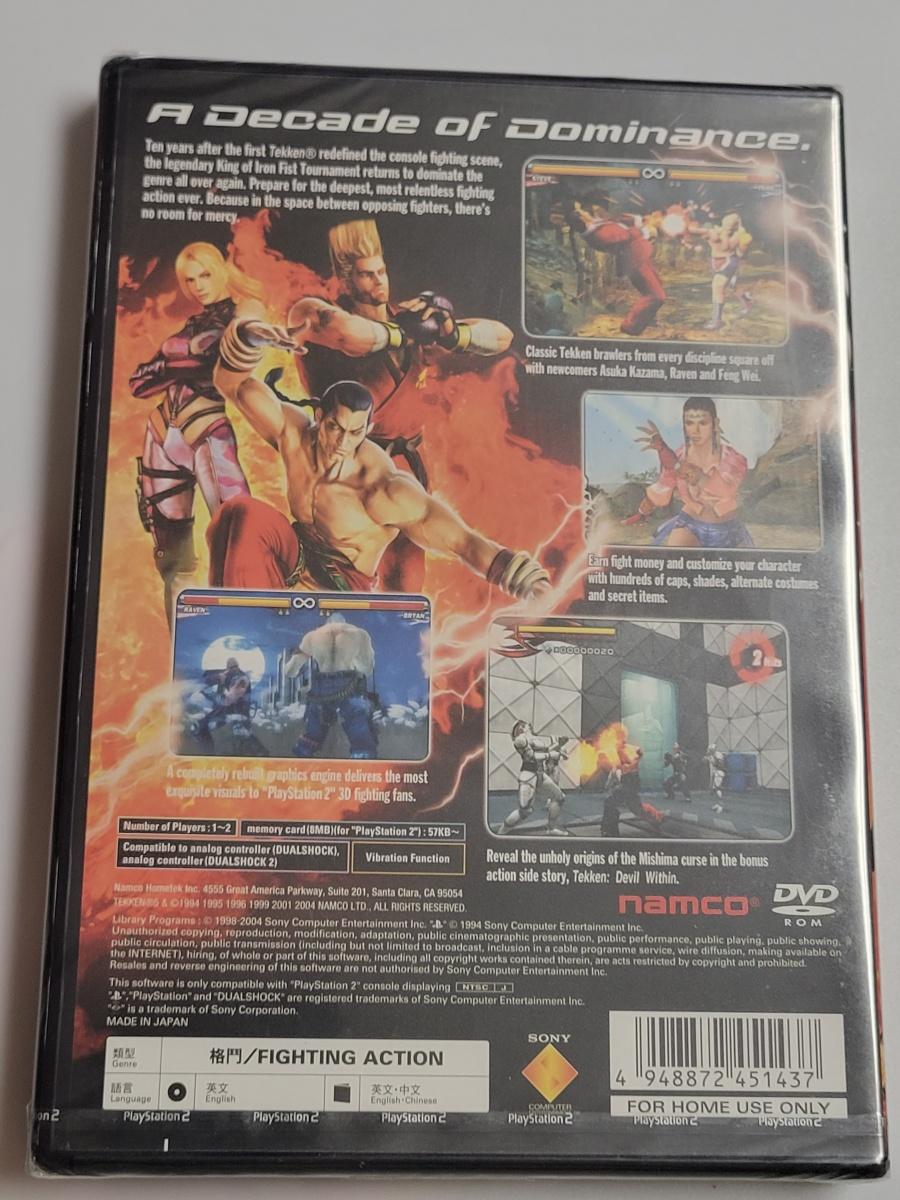 A Decade of Dominance.
Ten years after the first Tekken® redefined the console fighting scene,
the legendary King of Iron Fist Tournament returns to dominate the
genre all over again. Prepare for the deepest, most relentless fighting
action ever. Because in the space between opposing fighters, there's
no room for mercy.
Classic Tekken brawlers from every discipline square off
with newcomers Asuka Kazama, Raven and Feng Wei.
Earn fight money and customize your character
with hundreds of caps, shades, alternate costumes
and secret items.
RAVEN
BRYAN
×00000020
2 hits
A completely rebuilt graphics engine delivers the most
exquisite visuals to "PlayStation 2" 3D fighting fans.
Number of Players : 1~2
memory card (8MB)(for "PlayStation 2") : 57KB~
Compatible to analog controller (DUALSHOCK),
analog controller (DUALSHOCK 2)
Vibration Function
Reveal the unholy origins of the Mishima curse in the bonus
action side story, Tekken: Devil Within.
Namco Hometek Inc. 4555 Great America Parkway, Suite 201, Santa Clara, CA 95054
TEKKEN®5 & ©1994 1995 1996 1999 2001 2004 NAMCO LTD., ALL RIGHTS RESERVED.
namco®
DVD
ROM
Library Programs : © 1998-2004 Sony Computer Entertainment Inc. " " © 1994 Sony Computer Entertainment Inc.
Unauthorized copying, reproduction, modification, adaptation, public cinematographic presentation, public performance, public playing, public showing,
public circulation, public transmission (including but not limited to broadcast, inclusion in a cable programme service, wire diffusion, making available on
the INTERNET), hiring, of whole or part of this software, including all copyright works contained therein, are acts restricted by copyright and prohibited.
Resales and reverse engineering of this software are not authorised by Sony Computer Entertainment Inc.
This software is only compatible with "PlayStation 2" console displaying NTSC J
" ", "PlayStation" and "DUALSHOCK" are registered trademarks of Sony Computer Entertainment Inc.
" " is a trademark of Sony Corporation.
MADE IN JAPAN
類型
Genre
格鬥/FIGHTING ACTION
語言
Language
英文
English
英文·中文
English·Chinese
SONY
COMPUTER
4 948872 451437
FOR HOME USE ONLY
on 2 PlayStation 2 PlayStation 2 PlayStation 2 PlayStation 2 PlayStation 2 PlayStation 2